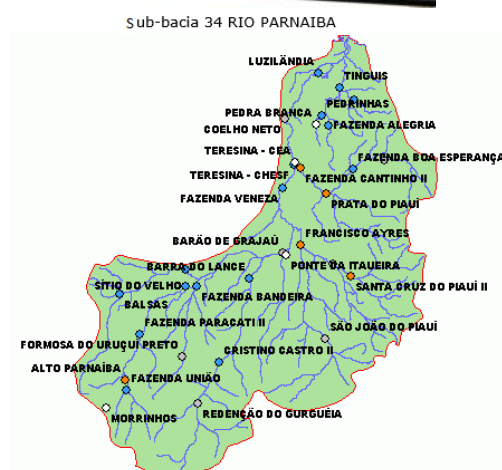 Sub-bacia 34 RIO PARNAIBA
LUZILÂNDIA
TINGUIS
PEDRINHAS
PEDRA BRANCA
COELHO NETO
FAZENDA ALEGRIA
TERESINA - CEA
FAZENDA BOA ESPERANÇA
TERESINA - CHESF
FAZENDA CANTINHO II
FAZENDA VENEZA
PRATA DO PIAUÍ
FRANCISCO AYRES
BARÃO DE GRAJAÚ
PONTE DA ITAUEIRA
BARRA DO LANCE
SÍTIO DO VELHO
SANTA CRUZ DO PIAUÍ II
FAZENDA BANDEIRA
BALSAS
FAZENDA PARACATI II
SÃO JOÃO DO PIAUÍ
FORMOSA DO URUÇUÍ PRETO
CRISTINO CASTRO II
ALTO PARNAÍBA
FAZENDA UNIÃO
MORRINHOS
REDENÇÃO DO GURGUÉIA